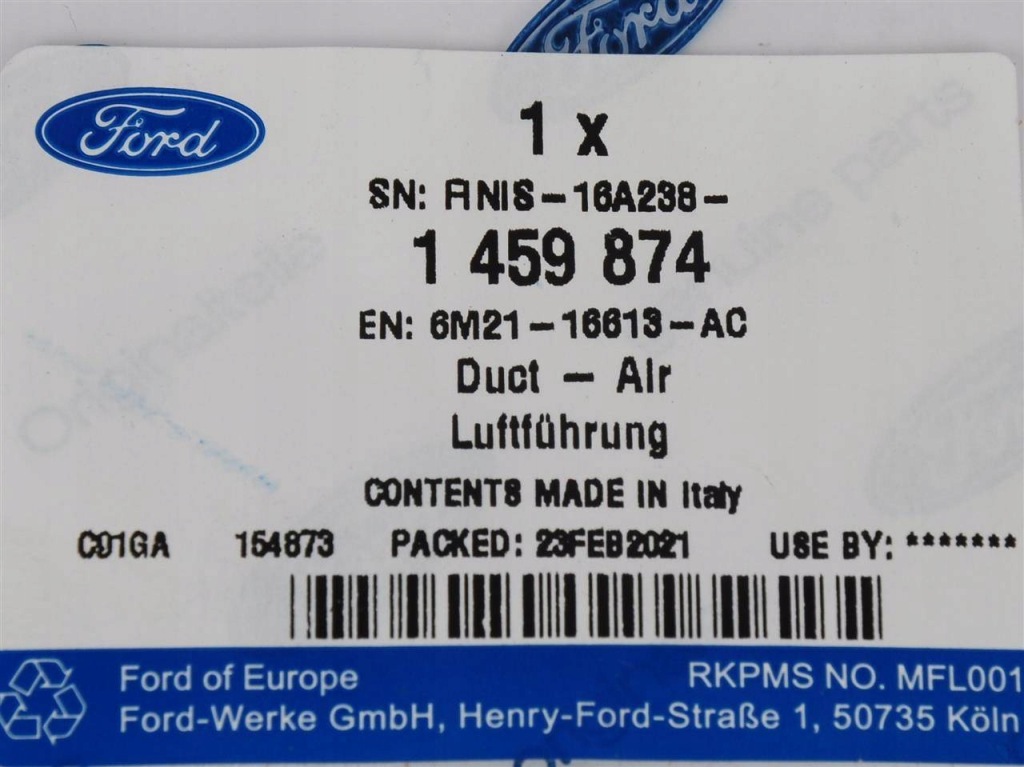 Ford
Ford
1 x
SN: FINIS-16A238-
1 459 874
EN: 6M21-16613-AC
Duct - Air
Luftführung
CONTENTS MADE IN Italy
C01GA 154873 PACKED: 23FEB2021 USE BY: *******
Ford of Europe RKPMS NO. MFL001
Ford-Werke GmbH, Henry-Ford-Straße 1, 50735 Köln